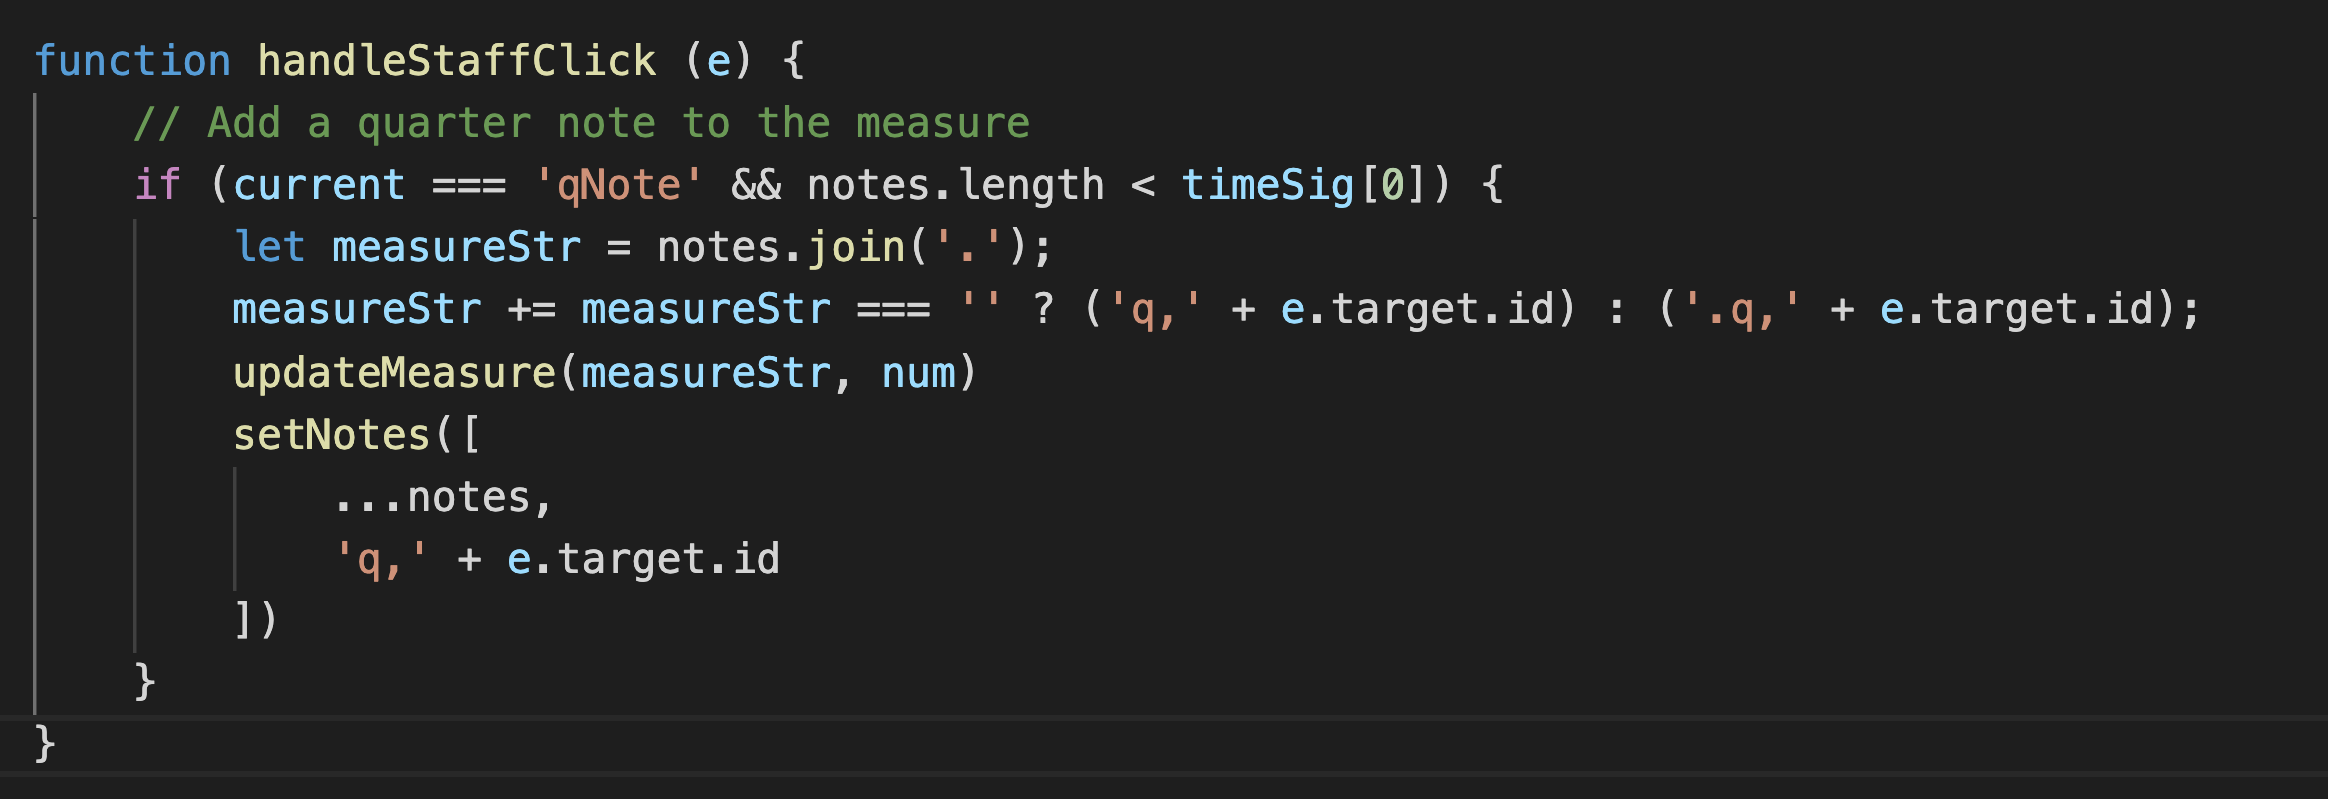 function handleStaffClick (e) {
    // Add a quarter note to the measure
    if (current === 'qNote' && notes.length < timeSig[0]) {
        let measureStr = notes.join('.');
        measureStr += measureStr === '' ? ('q,' + e.target.id) : ('.q,' + e.target.id);
        updateMeasure(measureStr, num)
        setNotes([
            ...notes,
            'q,' + e.target.id
        ])
    }
}